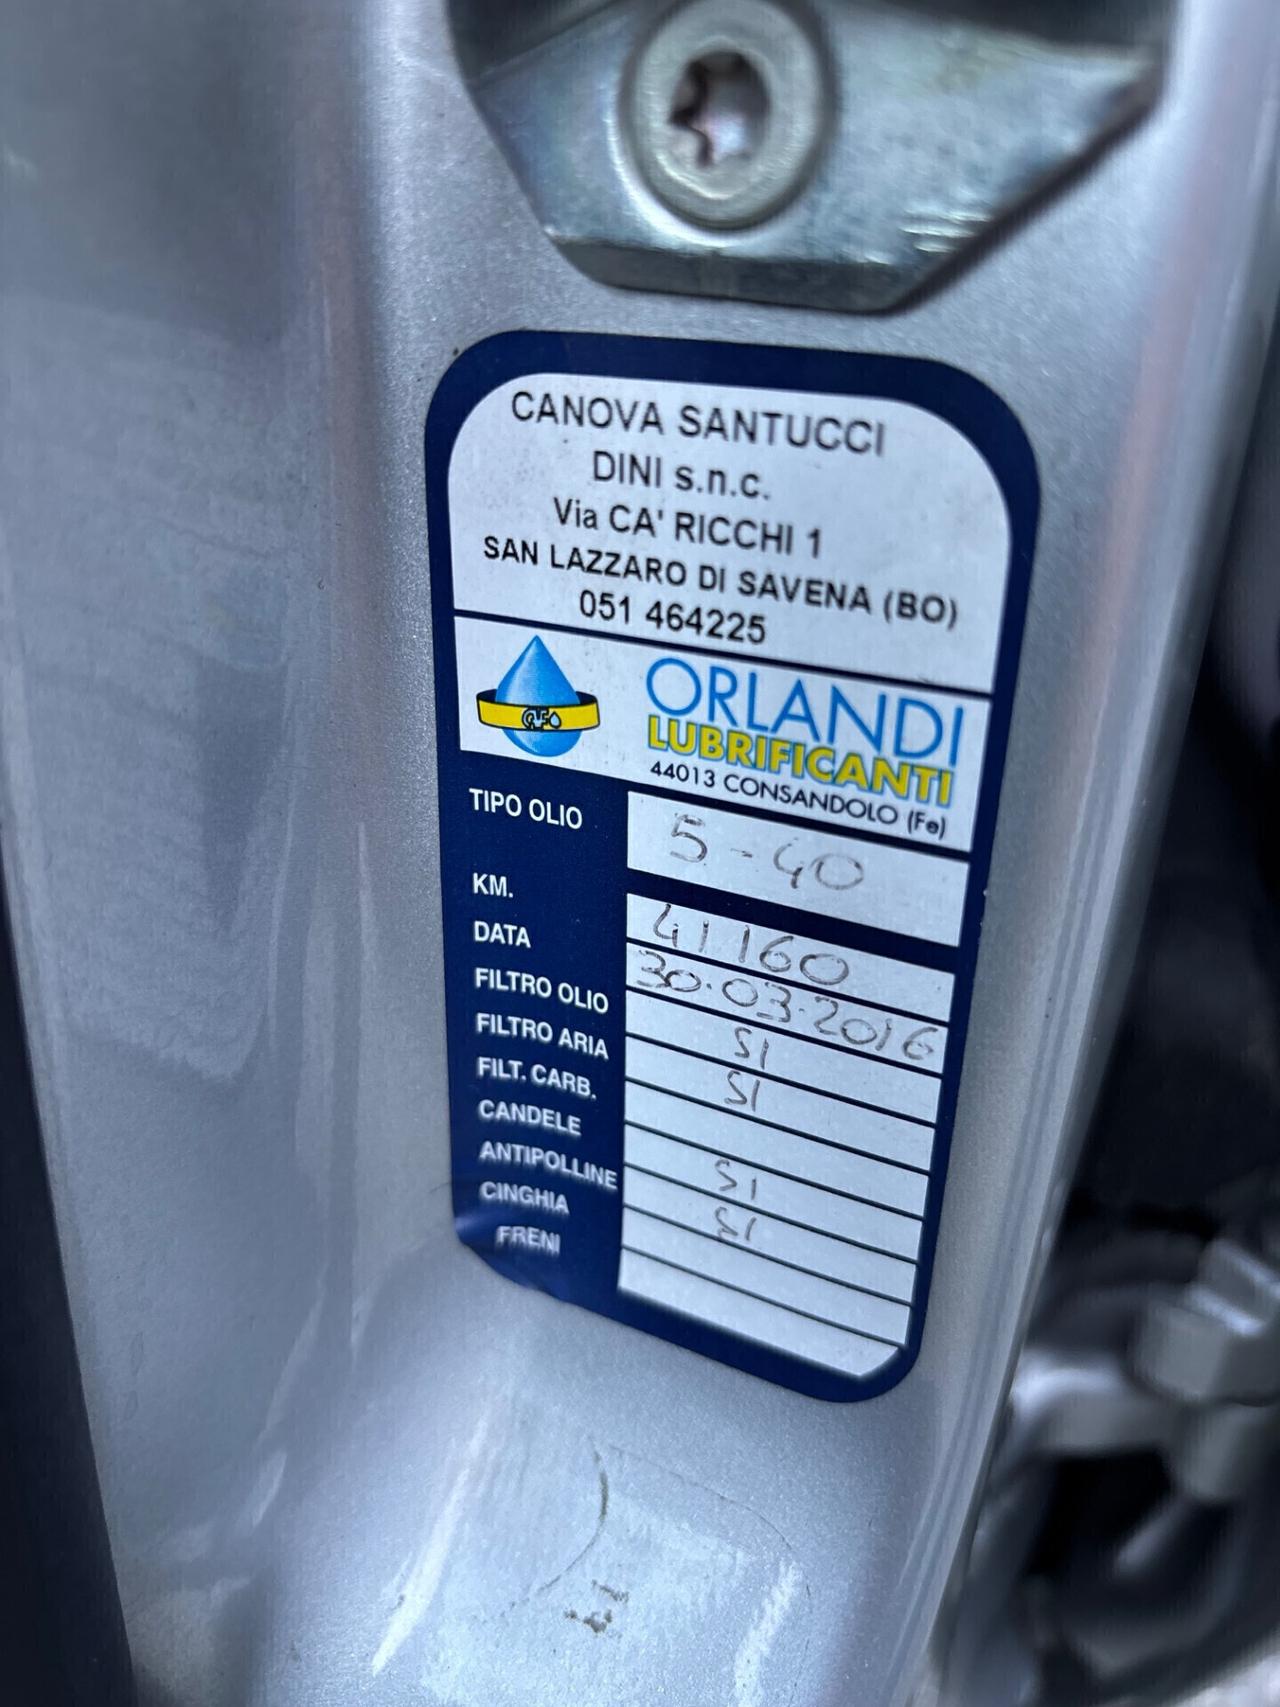 CANOVA SANTUCCI
DINI s.n.c.
Via CA' RICCHI 1
SAN LAZZARO DI SAVENA (BO)
051 464225
ORLANDI
LUBRIFICANTI
44013 CONSANDOLO (Fe)
TIPO OLIO 5-40
KM. 41160
DATA 30.03.2016
FILTRO OLIO SI
FILTRO ARIA SI
FILT. CARB.
CANDELE SI
ANTIPOLLINE SI
CINGHIA
FRENI